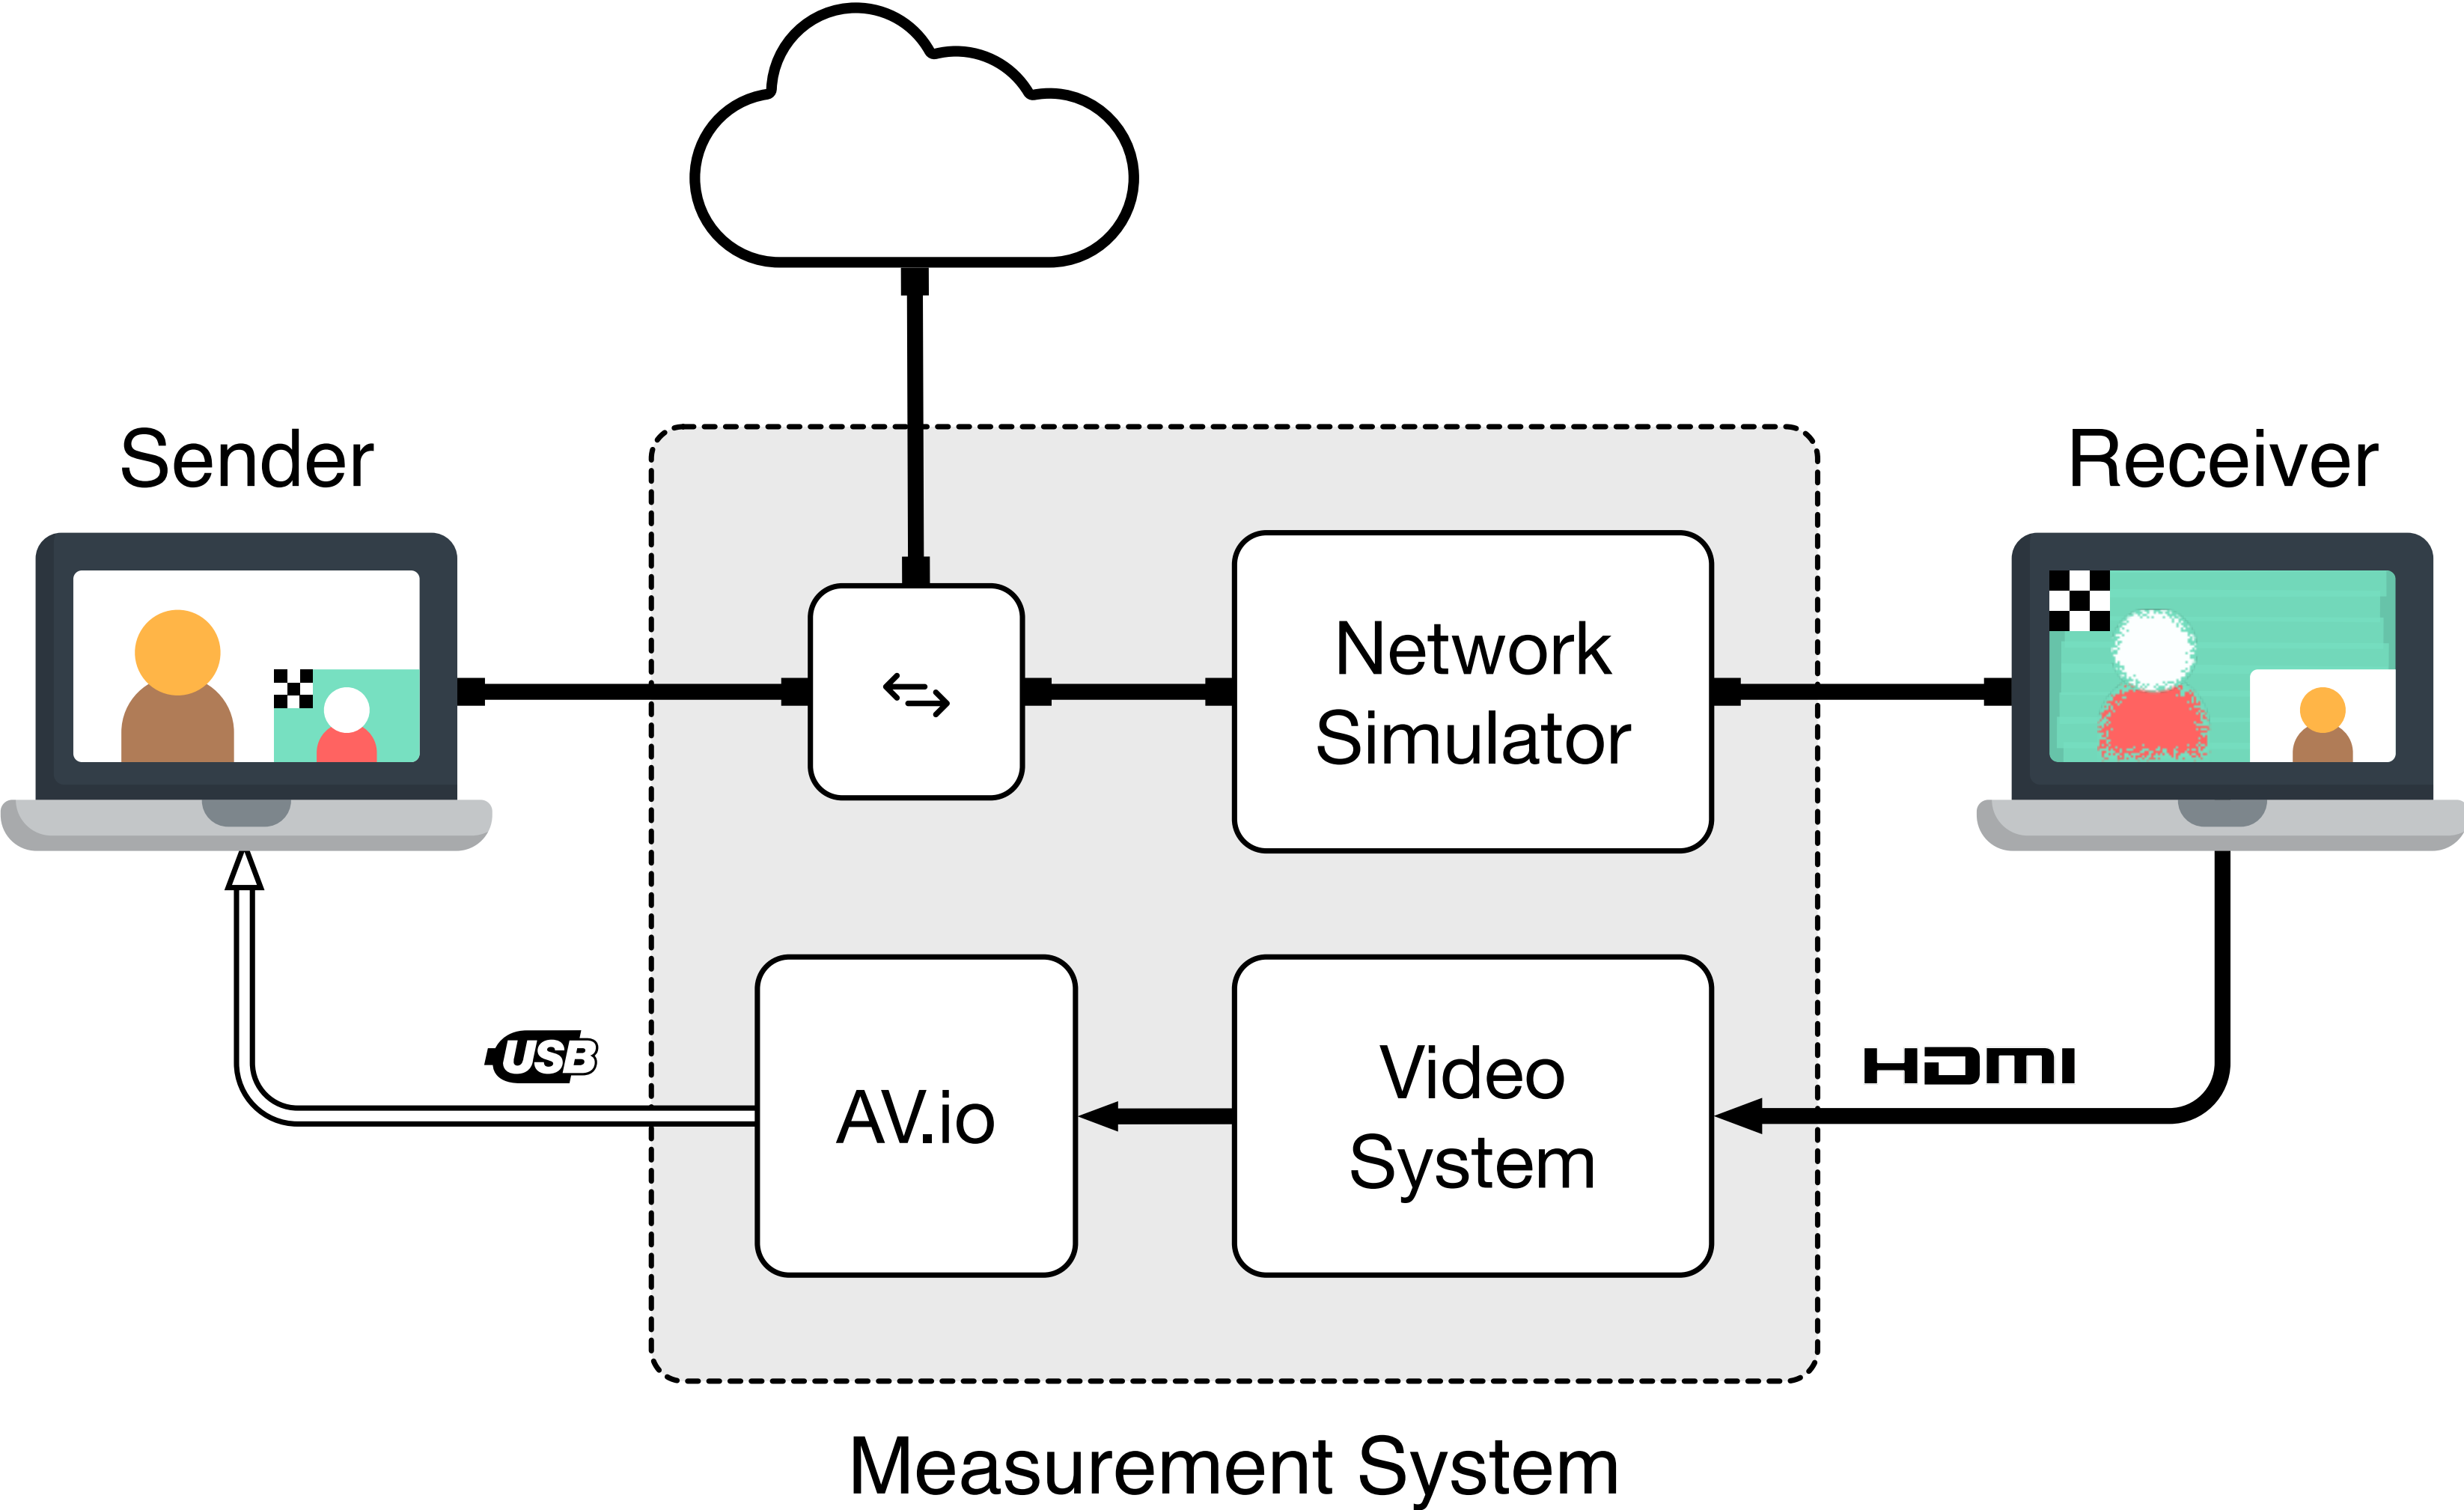 Sender
Receiver
Network
Simulator
USB
AV.io
Video
System
HDMI
Measurement System